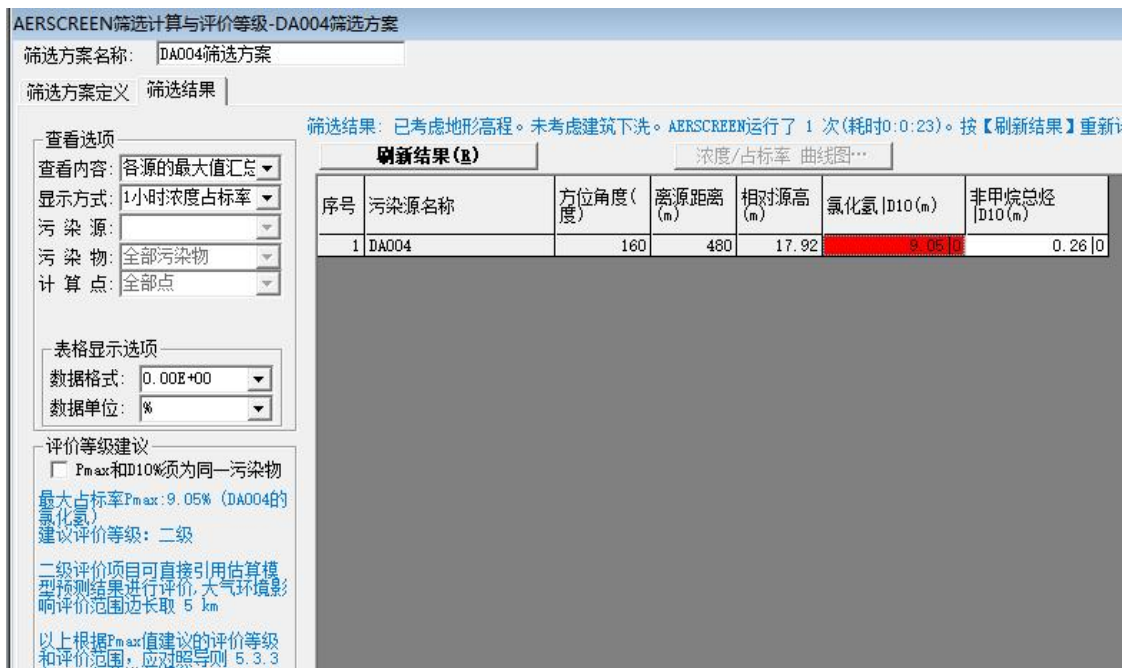 AERSCREEN筛选计算与评价等级-DA004筛选方案
筛选方案名称: DA004筛选方案
筛选方案定义 筛选结果
查看选项
查看内容: 各源的最大值汇总
显示方式: 1小时浓度占标率
污 染 源:
污 染 物: 全部污染物
计 算 点: 全部点
表格显示选项
数据格式: 0.00E+00
数据单位: %
评价等级建议
Pmax和D10%须为同一污染物
最大占标率Pmax:9.05% (DA004的
氯化氢)
建议评价等级: 二级
二级评价项目可直接引用估算模
型预测结果进行评价,大气环境影
响评价范围边长取 5 km
以上根据Pmax值建议的评价等级
和评价范围,应对照导则 5.3.3
筛选结果: 已考虑地形高程。未考虑建筑下洗。AERSCREEN运行了 1 次(耗时0:0:23)。按【刷新结果】重新
刷新结果(R) 浓度/占标率 曲线图…
序号 污染源名称 方位角度(度) 离源距离(m) 相对源高(m) 氯化氢|D10(m) 非甲烷总烃|D10(m)
1 DA004 160 480 17.92 9.05|0 0.26|0